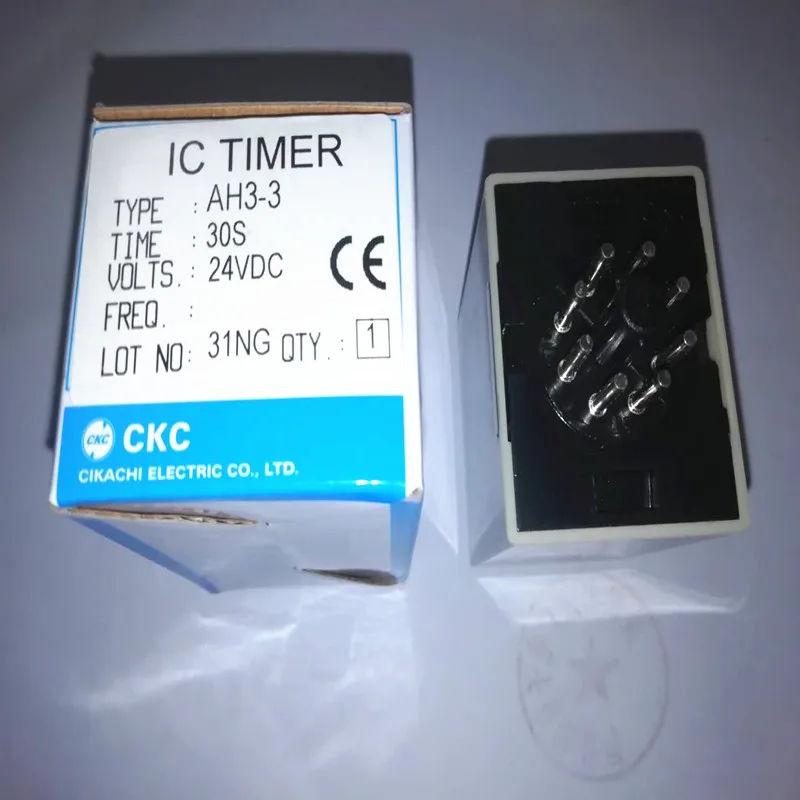 IC TIMER
TYPE : AH3-3
TIME : 30S
VOLTS. : 24VDC
FREQ. :
LOT NO: 31NG QTY. : 1
CE
CKC CKC
CIKACHI ELECTRIC CO., LTD.